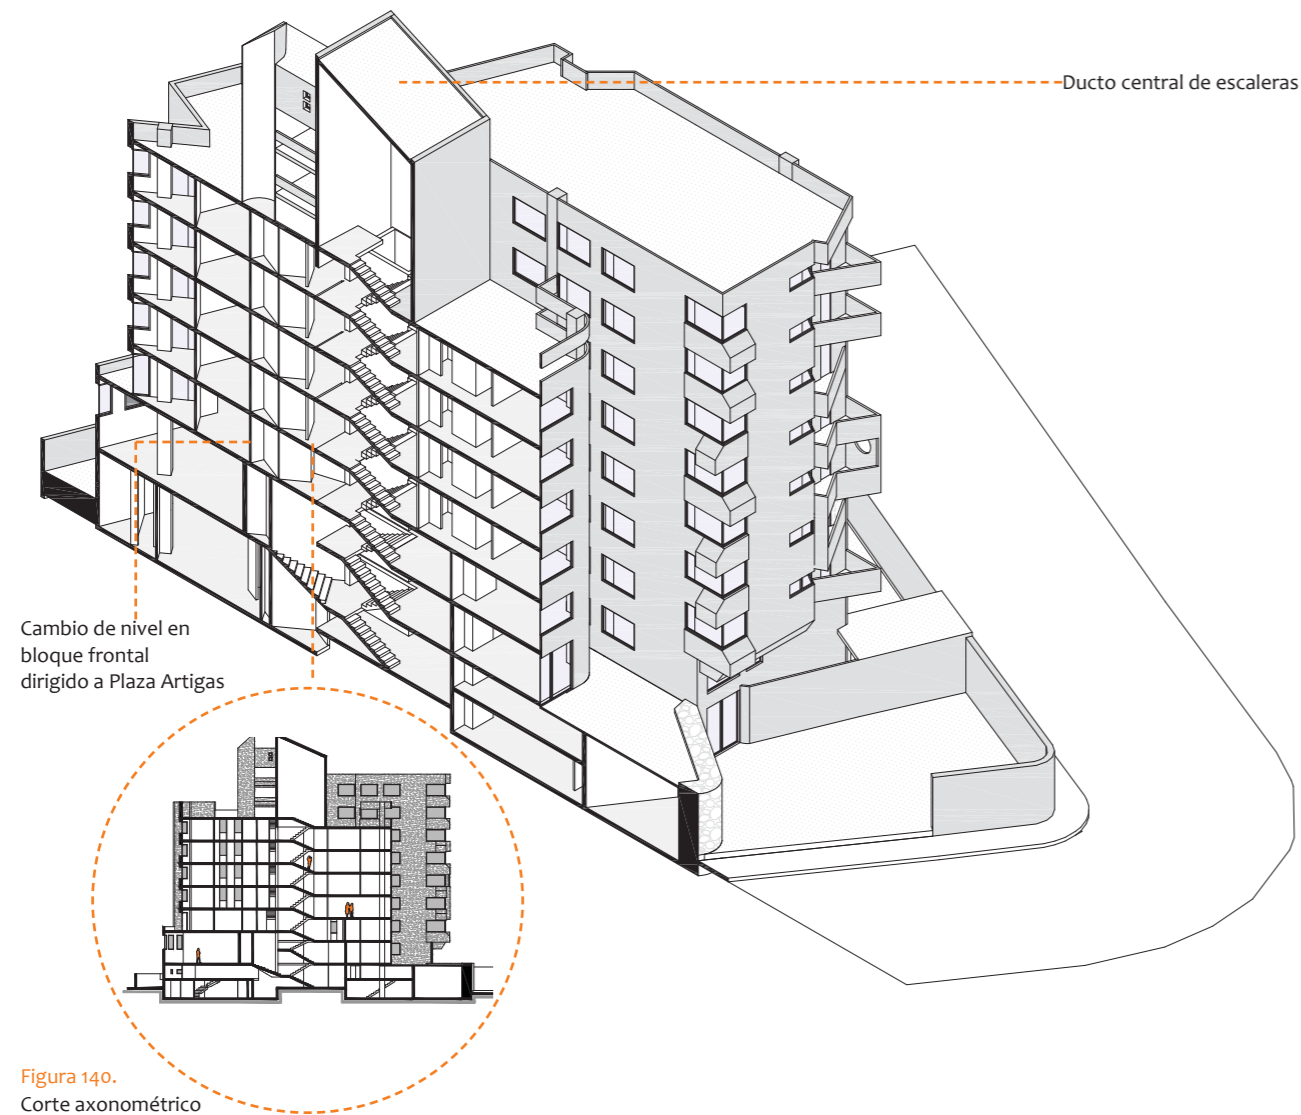 Ducto central de escaleras
Cambio de nivel en
bloque frontal
dirigido a Plaza Artigas
Figura 140.
Corte axonométrico